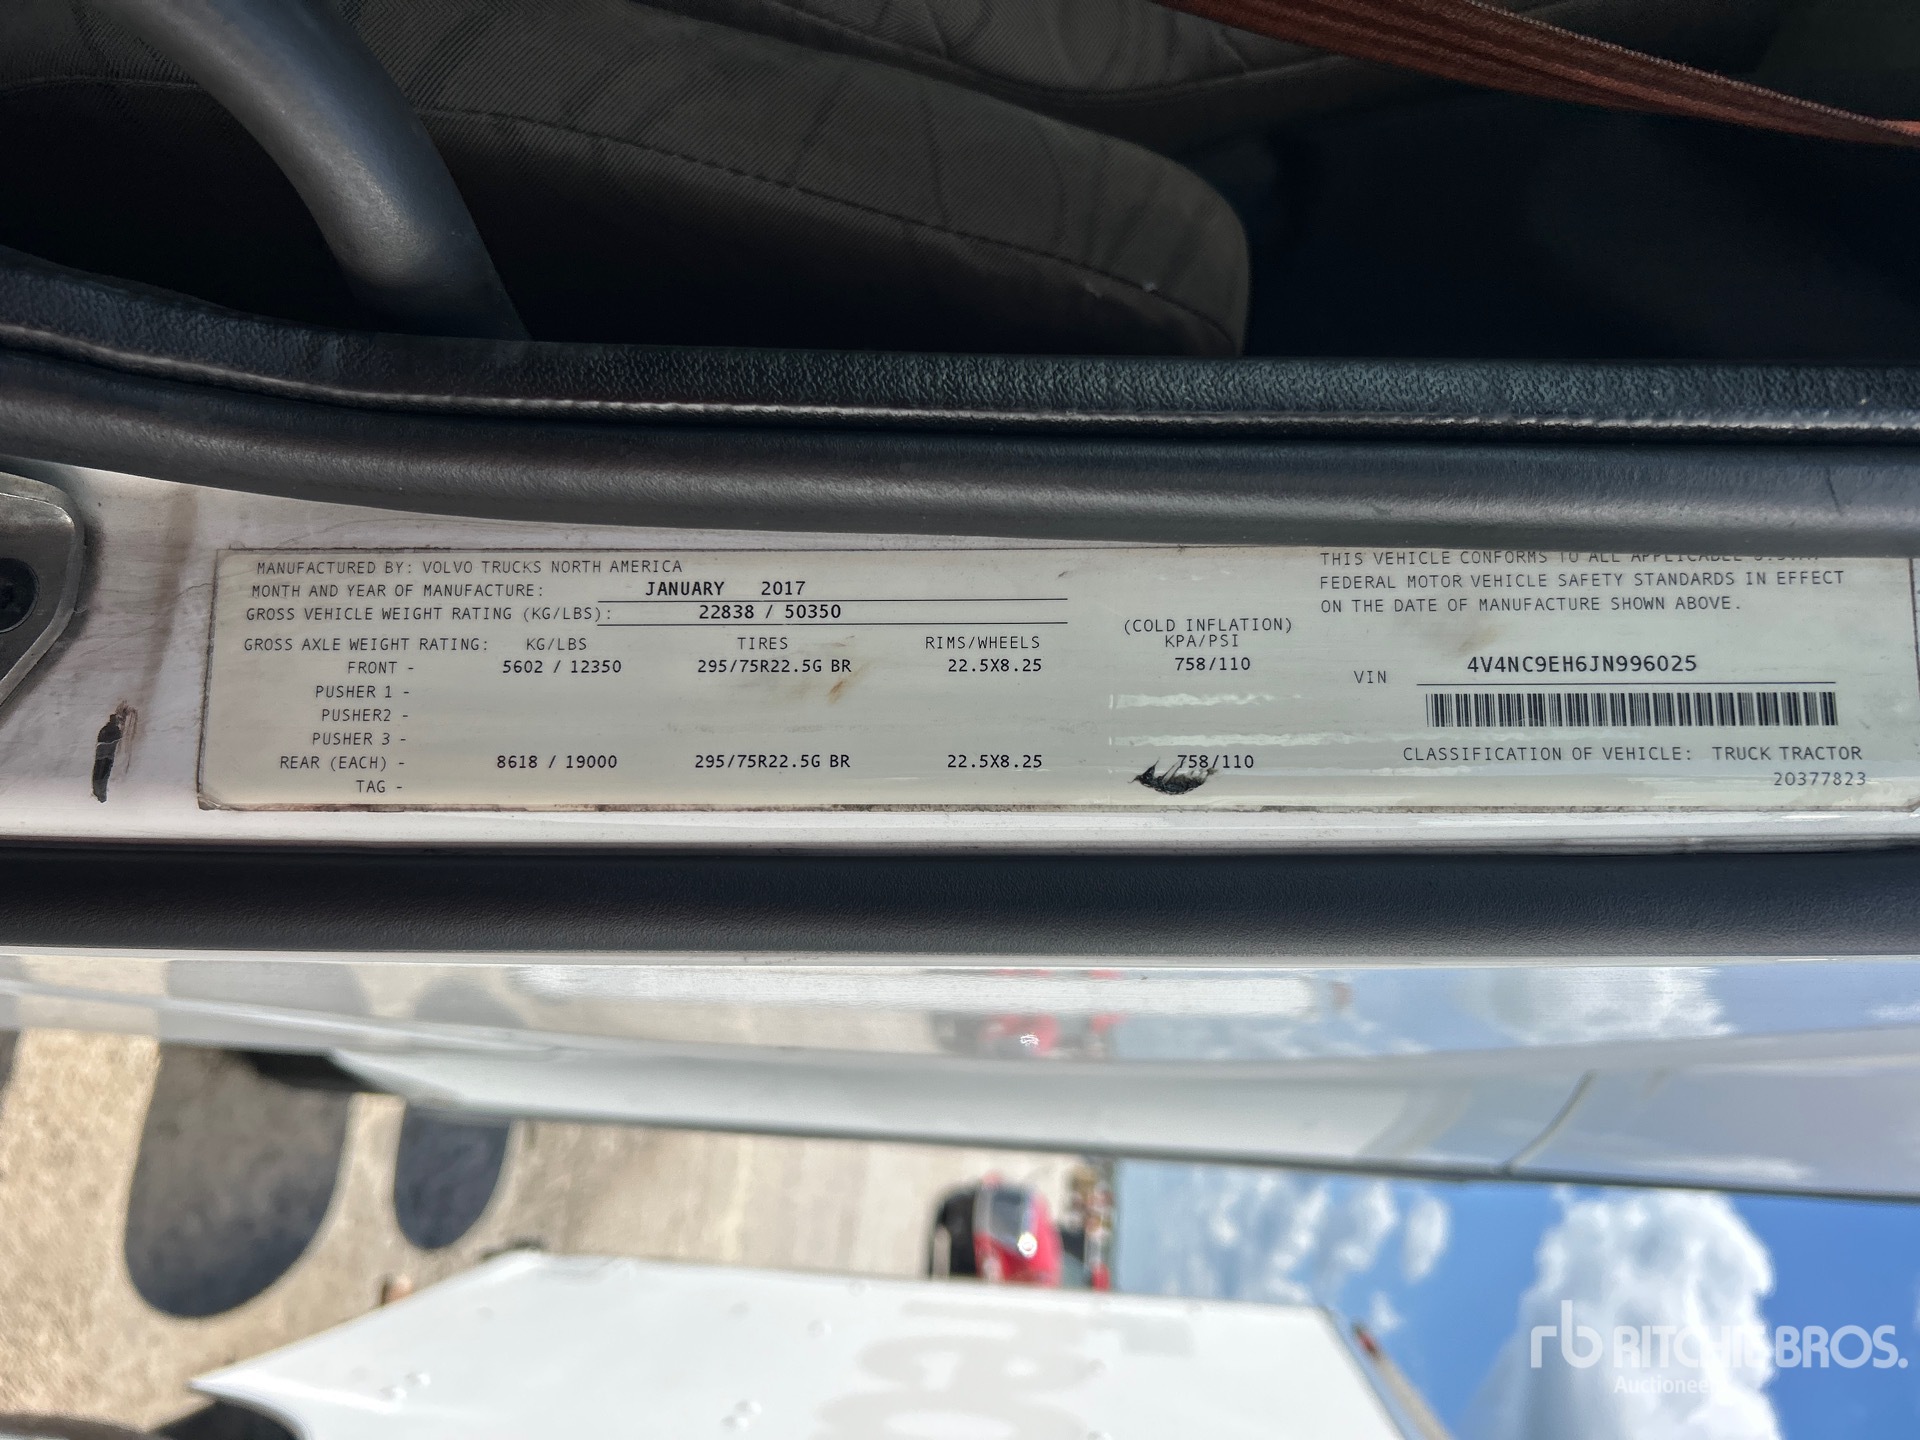 MANUFACTURED BY: VOLVO TRUCKS NORTH AMERICA
MONTH AND YEAR OF MANUFACTURE: JANUARY 2017
GROSS VEHICLE WEIGHT RATING (KG/LBS): 22838 / 50350
GROSS AXLE WEIGHT RATING: KG/LBS TIRES RIMS/WHEELS (COLD INFLATION) KPA/PSI
FRONT - 5602 / 12350 295/75R22.5G BR 22.5X8.25 758/110
PUSHER 1 -
PUSHER2 -
PUSHER 3 -
REAR (EACH) - 8618 / 19000 295/75R22.5G BR 22.5X8.25 758/110
TAG -
THIS VEHICLE CONFORMS TO ALL APPLICABLE U.S.A.
FEDERAL MOTOR VEHICLE SAFETY STANDARDS IN EFFECT
ON THE DATE OF MANUFACTURE SHOWN ABOVE.
VIN 4V4NC9EH6JN996025
CLASSIFICATION OF VEHICLE: TRUCK TRACTOR
20377823
rb RITCHIE BROS.
Auctioneers